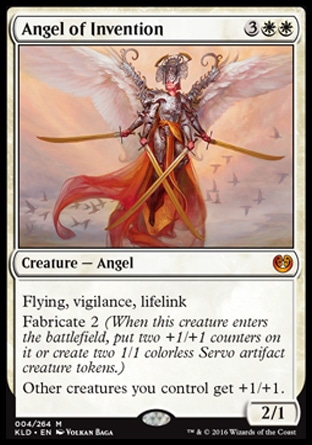 Angel of Invention 3
Creature — Angel
Flying, vigilance, lifelink
Fabricate 2 (When this creature enters
the battlefield, put two +1/+1 counters
on it or create two 1/1 colorless Servo artifact
creature tokens.)
Other creatures you control get +1/+1.
2/1
004/264 M
KLD • EN Volkan Baga
™ & © 2016 Wizards of the Coast